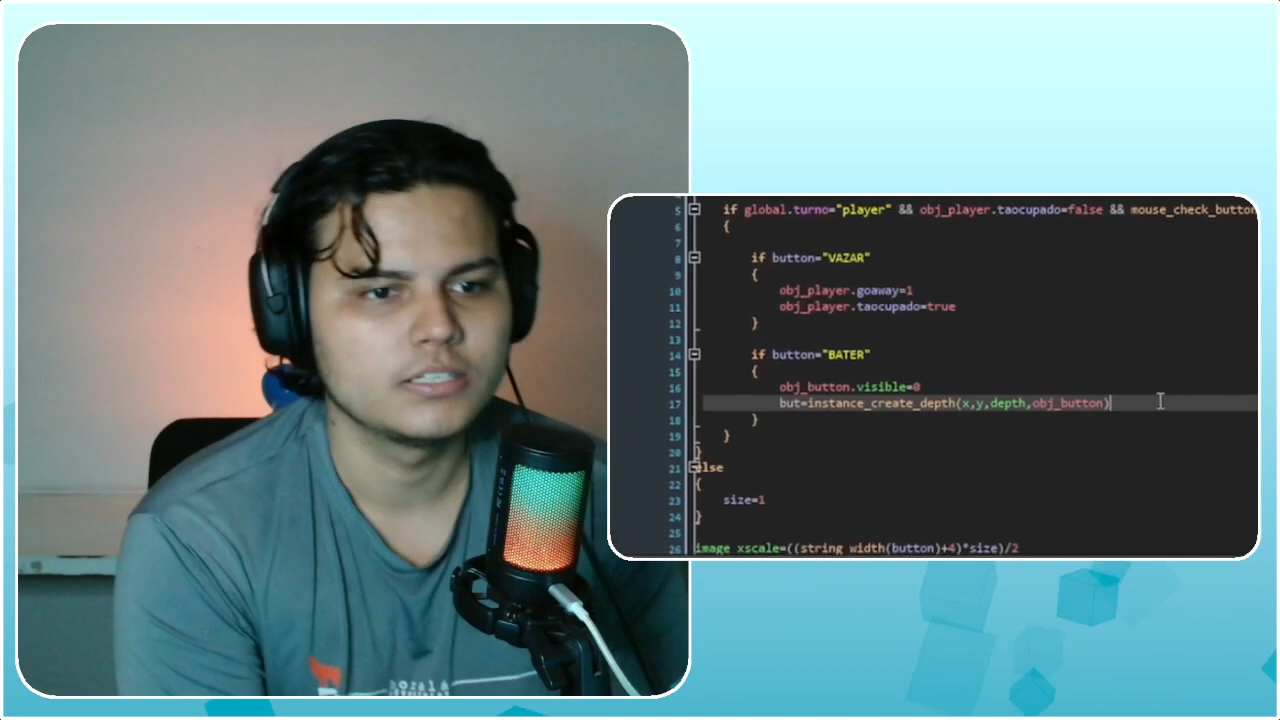 5 if global.turno="player" && obj_player.taocupado=false && mouse_check_button
6 {
7
8 if button="VAZAR"
9 {
10 obj_player.goaway=1
11 obj_player.taocupado=true
12 }
13
14 if button="BATER"
15 {
16 obj_button.visible=0
17 but=instance_create_depth(x,y,depth,obj_button)
18 }
19 }
20 }
21 else
22 {
23 size=1
24 }
25
26 image_xscale=((string_width(button)+4)*size)/2